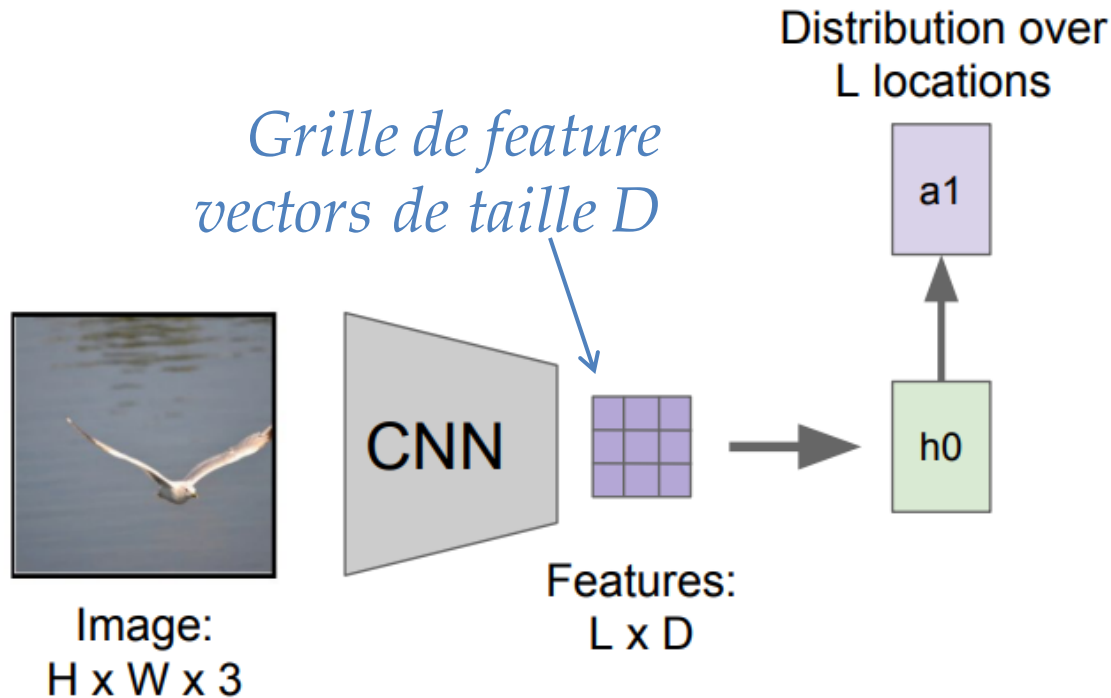 Distribution over
L locations
Grille de feature
vectors de taille D
a1
CNN
h0
Features:
L x D
Image:
H x W x 3